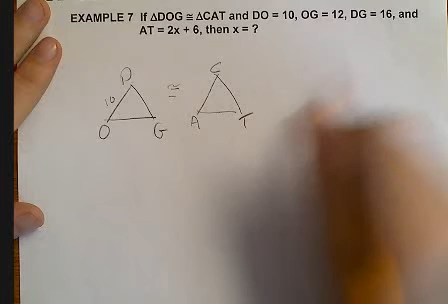 EXAMPLE 7 If ΔDOG ≅ ΔCAT and DO = 10, OG = 12, DG = 16, and
AT = 2x + 6, then x = ?
D
C
10
≅
O
G
A
T